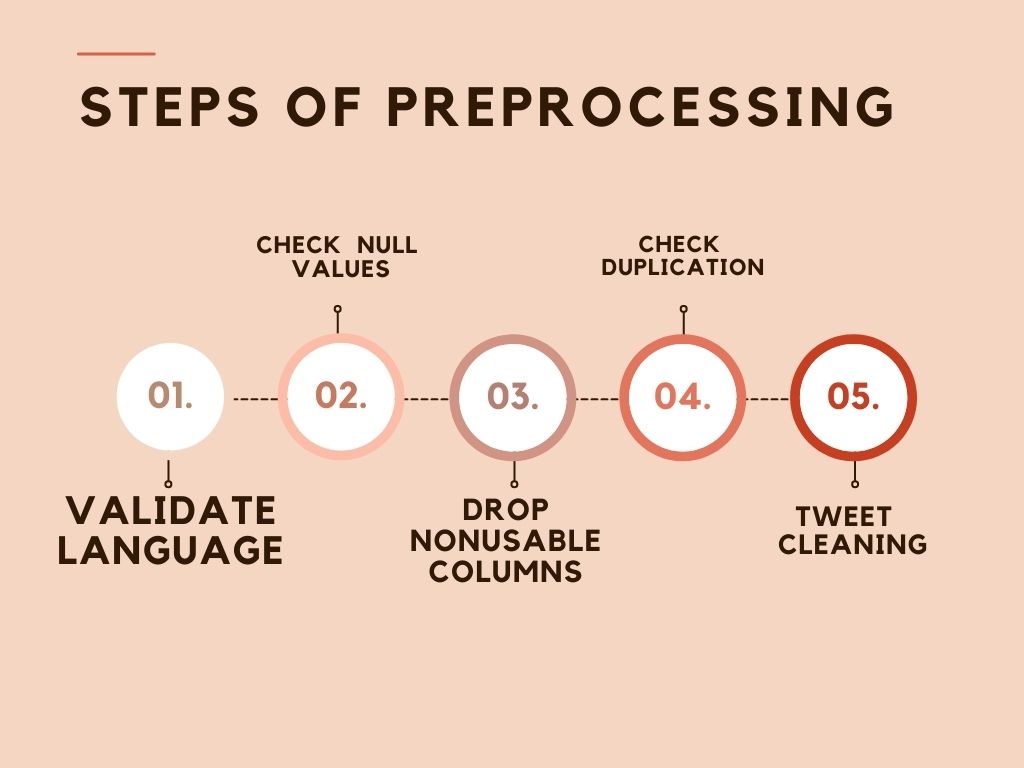 STEPS OF PREPROCESSING
01.
VALIDATE
LANGUAGE
02.
CHECK NULL
VALUES
03.
DROP
NONUSABLE
COLUMNS
04.
CHECK
DUPLICATION
05.
TWEET
CLEANING